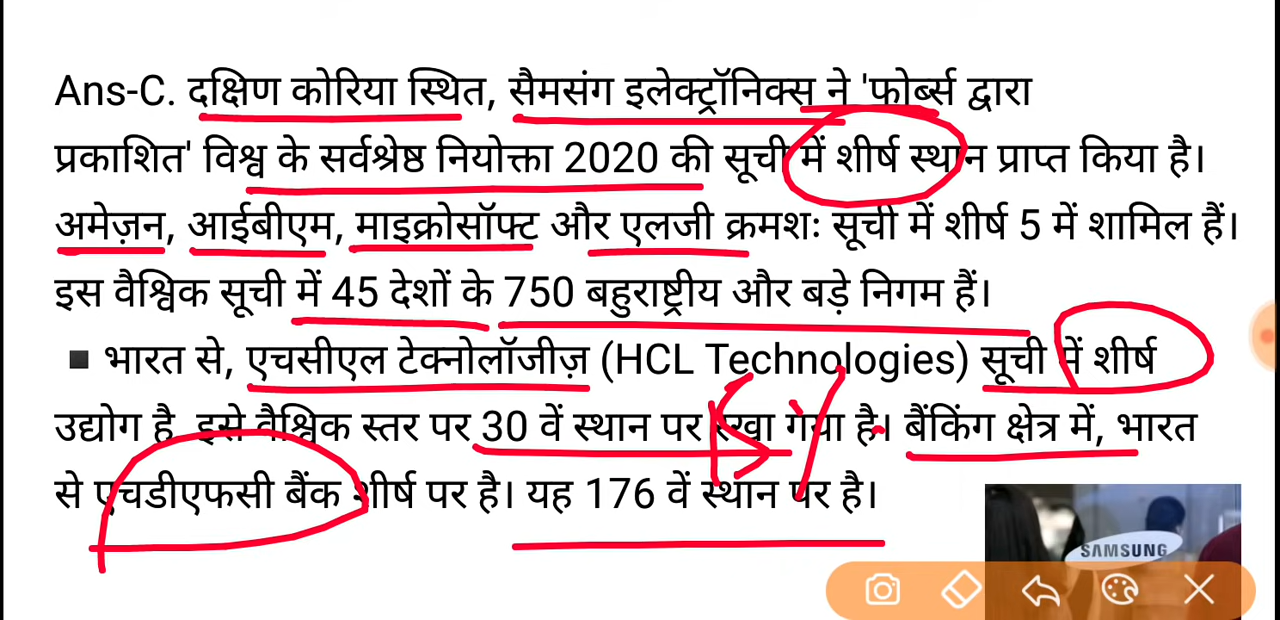 Ans-C. दक्षिण कोरिया स्थित, सैमसंग इलेक्ट्रॉनिक्स ने 'फोर्ब्स द्वारा
प्रकाशित' विश्व के सर्वश्रेष्ठ नियोक्ता 2020 की सूची में शीर्ष स्थान प्राप्त किया है।
अमेज़न, आईबीएम, माइक्रोसॉफ्ट और एलजी क्रमशः सूची में शीर्ष 5 में शामिल हैं।
इस वैश्विक सूची में 45 देशों के 750 बहुराष्ट्रीय और बड़े निगम हैं।
▪ भारत से, एचसीएल टेक्नोलॉजीज़ (HCL Technologies) सूची में शीर्ष
उद्योग है, इसे वैश्विक स्तर पर 30 वें स्थान पर रखा गया है। बैंकिंग क्षेत्र में, भारत
से एचडीएफसी बैंक शीर्ष पर है। यह 176 वें स्थान पर है।
SAMSUNG